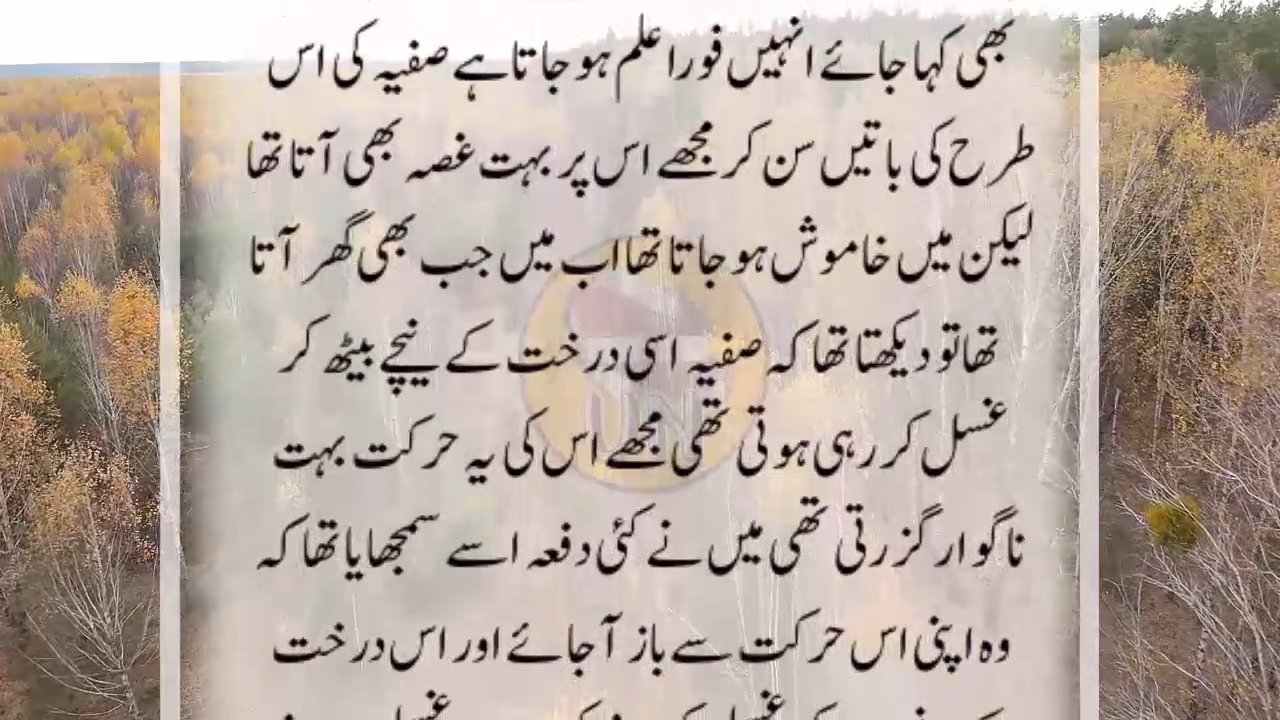 بھی کہا جائے انہیں فورا علم ہو جاتا ہے صفیہ کی اس
طرح کی باتیں سن کر مجھے اس پر بہت غصہ بھی آتا تھا
لیکن میں خاموش ہو جاتا تھا اب میں جب بھی گھر آتا
تھا تو دیکھتا تھا کہ صفیہ اسی درخت کے نیچے بیٹھ کر
غسل کر رہی ہوتی تھی مجھے اس کی یہ حرکت بہت
ناگوار گزرتی تھی میں نے کئی دفعہ اسے سمجھایا تھا کہ
وہ اپنی اس حرکت سے باز آ جائے اور اس درخت